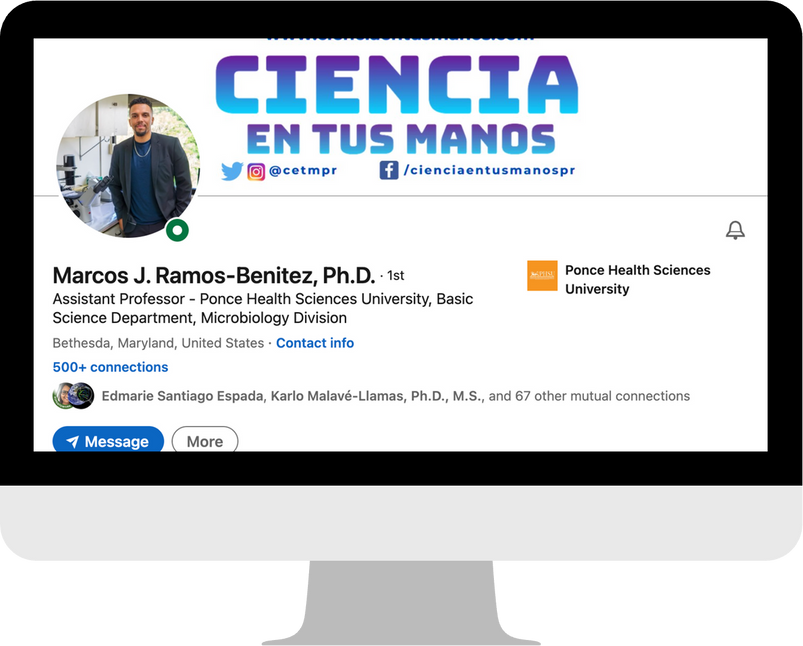 CIENCIA
EN TUS MANOS
@cetmpr /cienciaentusmanospr
Marcos J. Ramos-Benitez, Ph.D. · 1st
Assistant Professor - Ponce Health Sciences University, Basic
Science Department, Microbiology Division
Ponce Health Sciences
University
Bethesda, Maryland, United States · Contact info
500+ connections
Edmarie Santiago Espada, Karlo Malavé-Llamas, Ph.D., M.S., and 67 other mutual connections
Message More